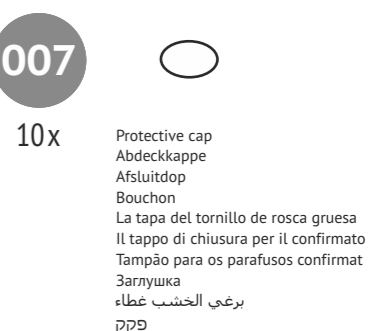 007
10x
Protective cap
Abdeckkappe
Afsluitdop
Bouchon
La tapa del tornillo de rosca gruesa
Il tappo di chiusura per il confirmato
Tampão para os parafusos confirmat
Заглушка
برغي الخشب غطاء
פקק